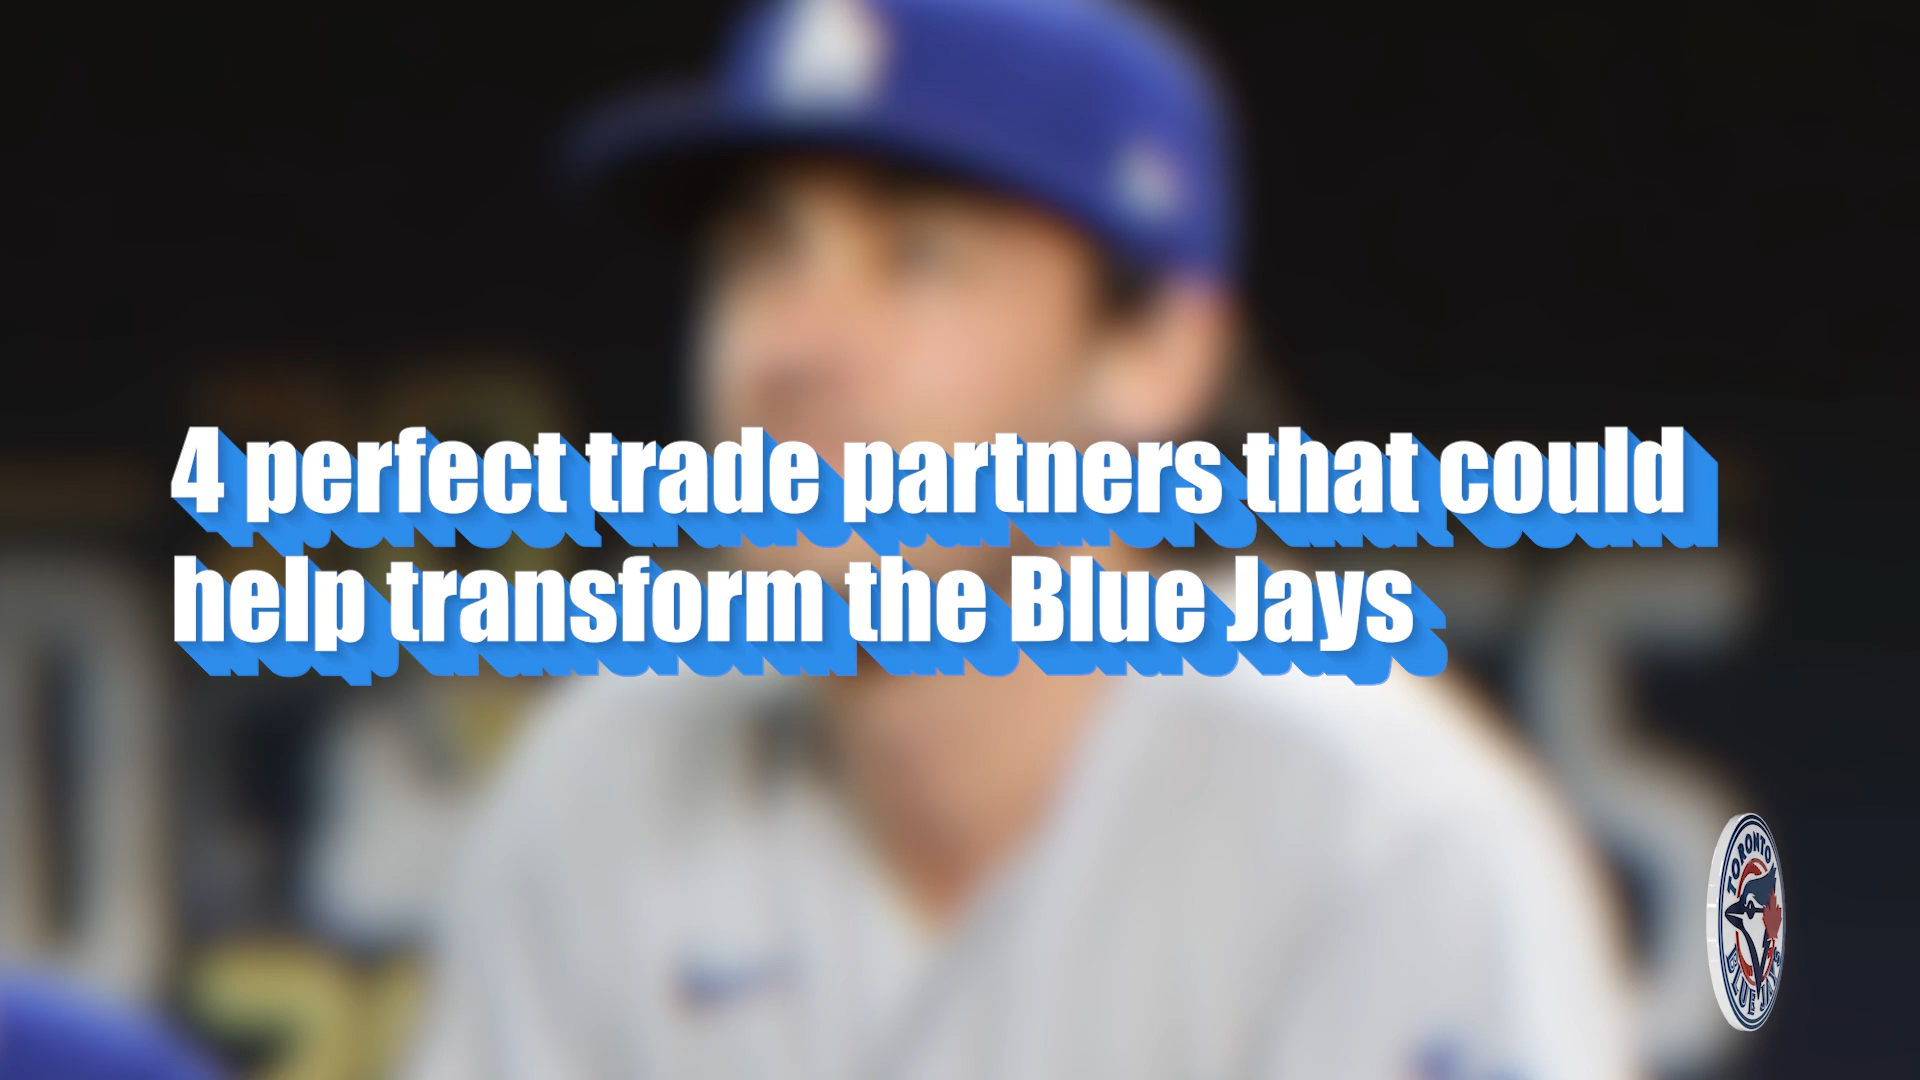 4 perfect trade partners that could
help transform the Blue Jays
TORONTO
BLUE JAYS